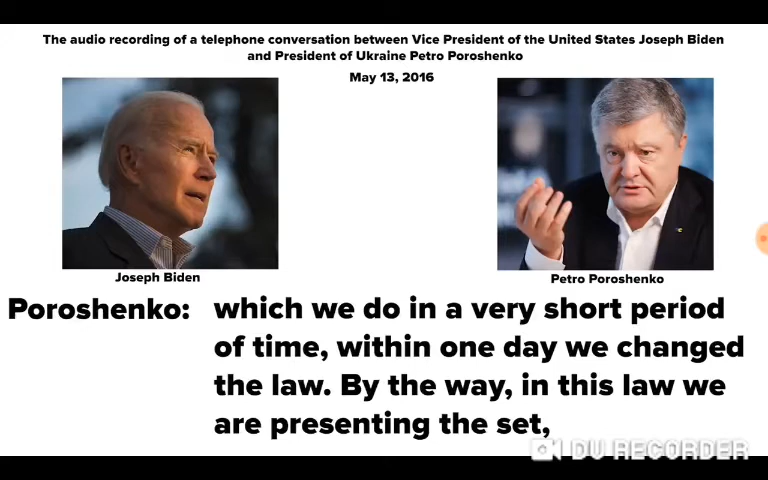 The audio recording of a telephone conversation between Vice President of the United States Joseph Biden
and President of Ukraine Petro Poroshenko
May 13, 2016
Joseph Biden
Petro Poroshenko
Poroshenko: which we do in a very short period
of time, within one day we changed
the law. By the way, in this law we
are presenting the set,
DU RECORDER